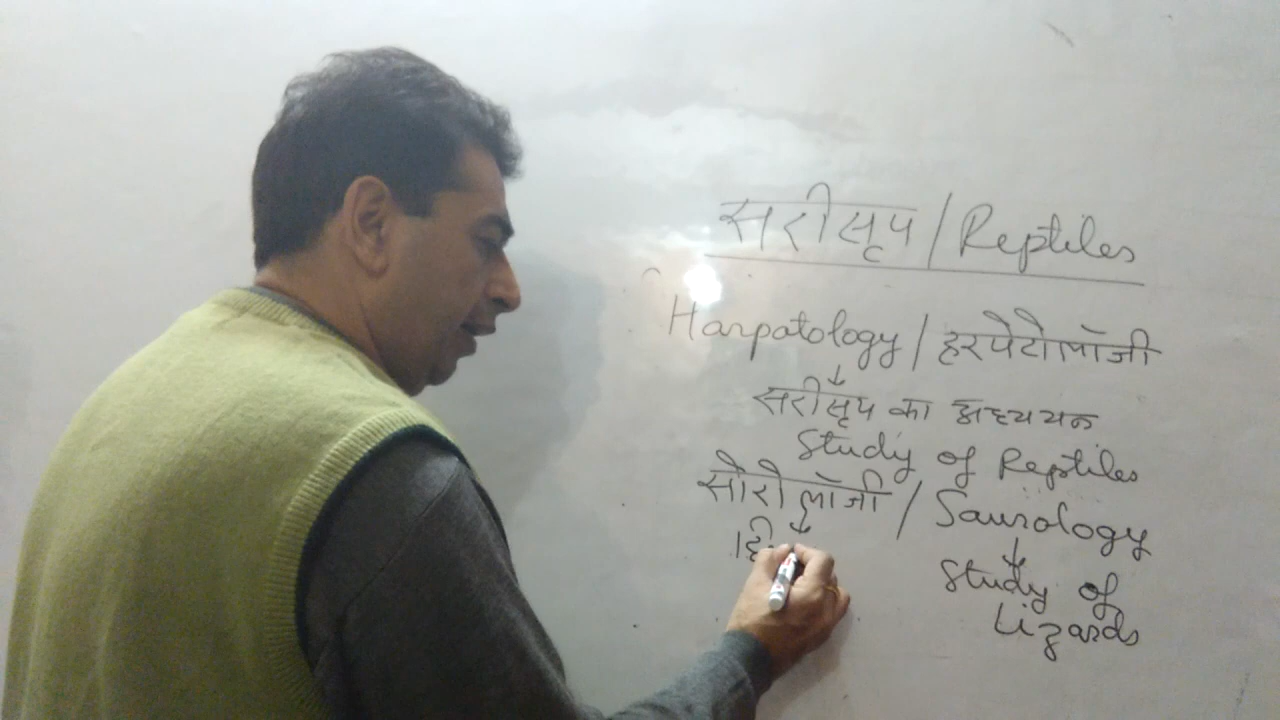 सरीसृप / Reptiles
Harpatology / हरपेटोलॉजी
↓
सरीसृप का अध्ययन
Study of Reptiles
सोरोलॉजी / Saurology
↓ ↓
Study of
Lizards